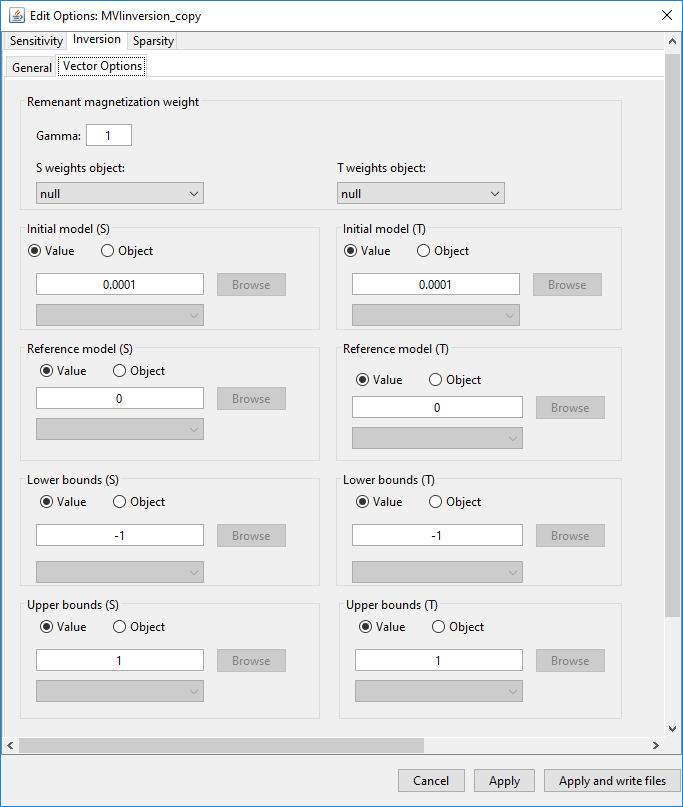 Edit Options: MVIinversion_copy
Sensitivity Inversion Sparsity
General Vector Options
Remenant magnetization weight
Gamma: 1
S weights object: T weights object:
null null
Initial model (S) Initial model (T)
Value Object Value Object
0.0001 Browse 0.0001 Browse
Reference model (S) Reference model (T)
Value Object Value Object
0 Browse 0 Browse
Lower bounds (S) Lower bounds (T)
Value Object Value Object
-1 Browse -1 Browse
Upper bounds (S) Upper bounds (T)
Value Object Value Object
1 Browse 1 Browse
Cancel Apply Apply and write files